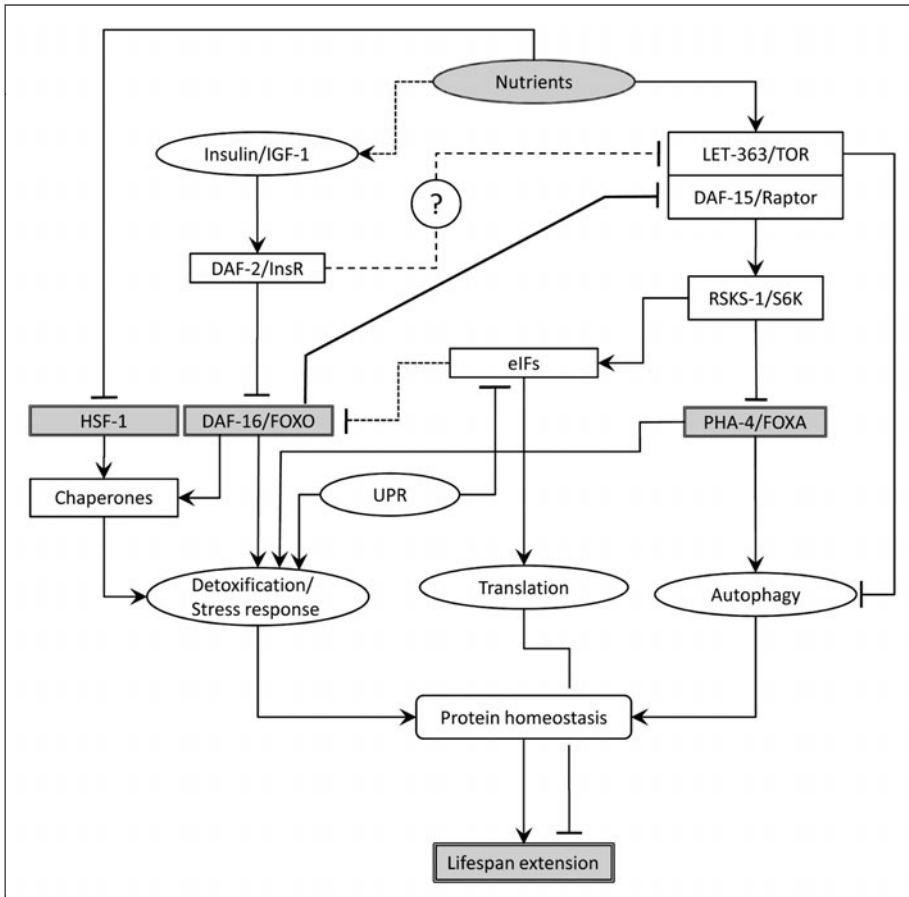 Nutrients
Insulin/IGF-1
LET-363/TOR
?
DAF-15/Raptor
DAF-2/InsR
RSKS-1/S6K
eIFs
HSF-1
DAF-16/FOXO
PHA-4/FOXA
Chaperones
UPR
Detoxification/
Stress response
Translation
Autophagy
Protein homeostasis
Lifespan extension